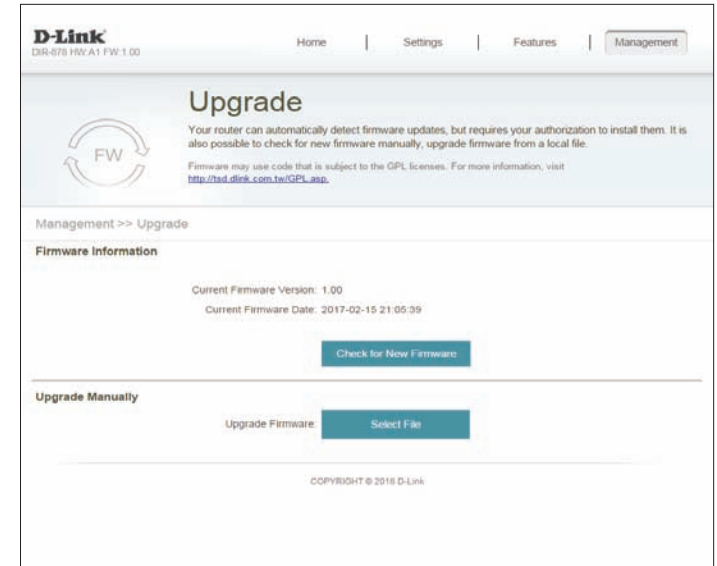 D-Link
DIR-878 HW:A1 FW:1.00
Home | Settings | Features | Management
Upgrade
Your router can automatically detect firmware updates, but requires your authorization to install them. It is
also possible to check for new firmware manually, upgrade firmware from a local file.
FW
Firmware may use code that is subject to the GPL licenses. For more information, visit
http://tsd.dlink.com.tw/GPL.asp.
Management >> Upgrade
Firmware Information
Current Firmware Version: 1.00
Current Firmware Date: 2017-02-15 21:05:39
Check for New Firmware
Upgrade Manually
Upgrade Firmware: Select File
COPYRIGHT © 2016 D-Link